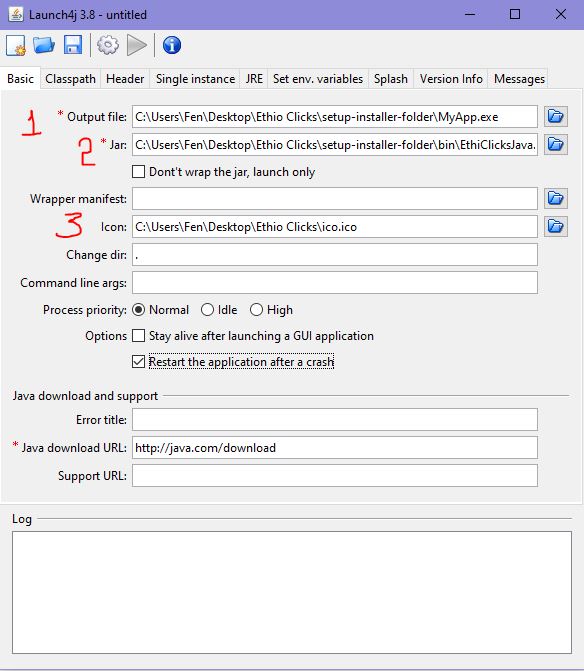 Launch4j 3.8 - untitled
Basic Classpath Header Single instance JRE Set env. variables Splash Version Info Messages
1 * Output file: C:\Users\Fen\Desktop\Ethio Clicks\setup-installer-folder\MyApp.exe
2 * Jar: C:\Users\Fen\Desktop\Ethio Clicks\setup-installer-folder\bin\EthiClicksJava.
Dont't wrap the jar, launch only
Wrapper manifest:
3 Icon: C:\Users\Fen\Desktop\Ethio Clicks\ico.ico
Change dir: .
Command line args:
Process priority: Normal Idle High
Options Stay alive after launching a GUI application
Restart the application after a crash
Java download and support
Error title:
* Java download URL: http://java.com/download
Support URL:
Log